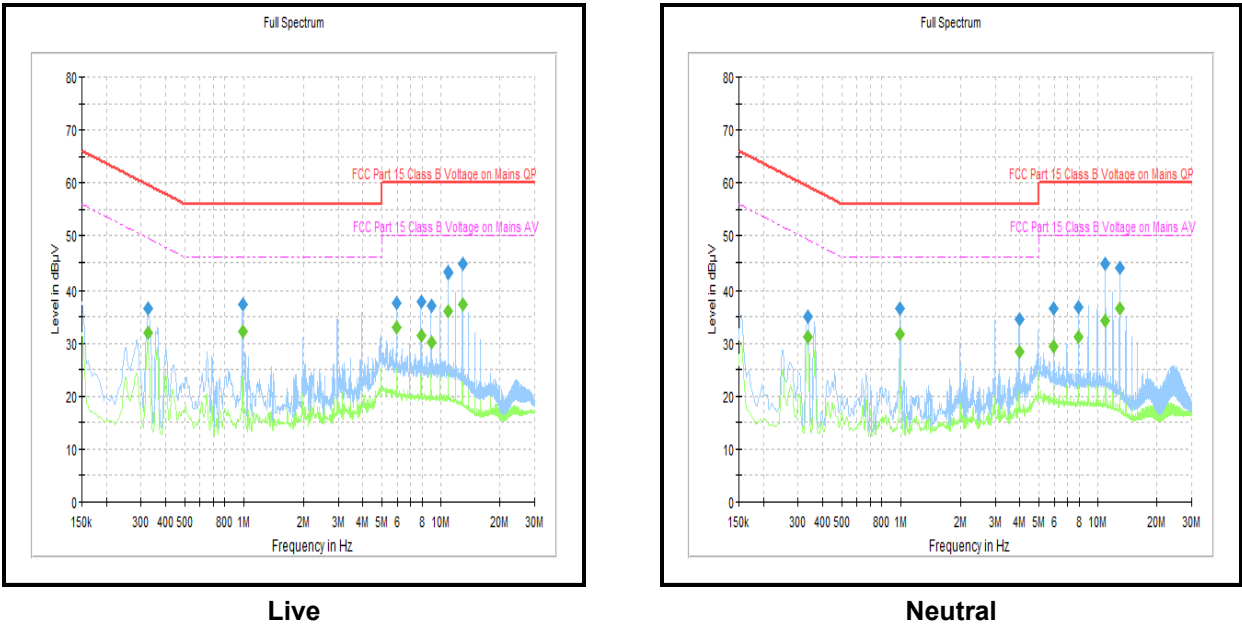 Full Spectrum
80
70
60
50
40
30
20
10
0
Level in dBµV
FCC Part 15 Class B Voltage on Mains QP
FCC Part 15 Class B Voltage on Mains AV
150k 300 400 500 800 1M 2M 3M 4M 5M 6 8 10M 20M 30M
Frequency in Hz
Live
Full Spectrum
80
70
60
50
40
30
20
10
0
Level in dBµV
FCC Part 15 Class B Voltage on Mains QP
FCC Part 15 Class B Voltage on Mains AV
150k 300 400 500 800 1M 2M 3M 4M 5M 6 8 10M 20M 30M
Frequency in Hz
Neutral